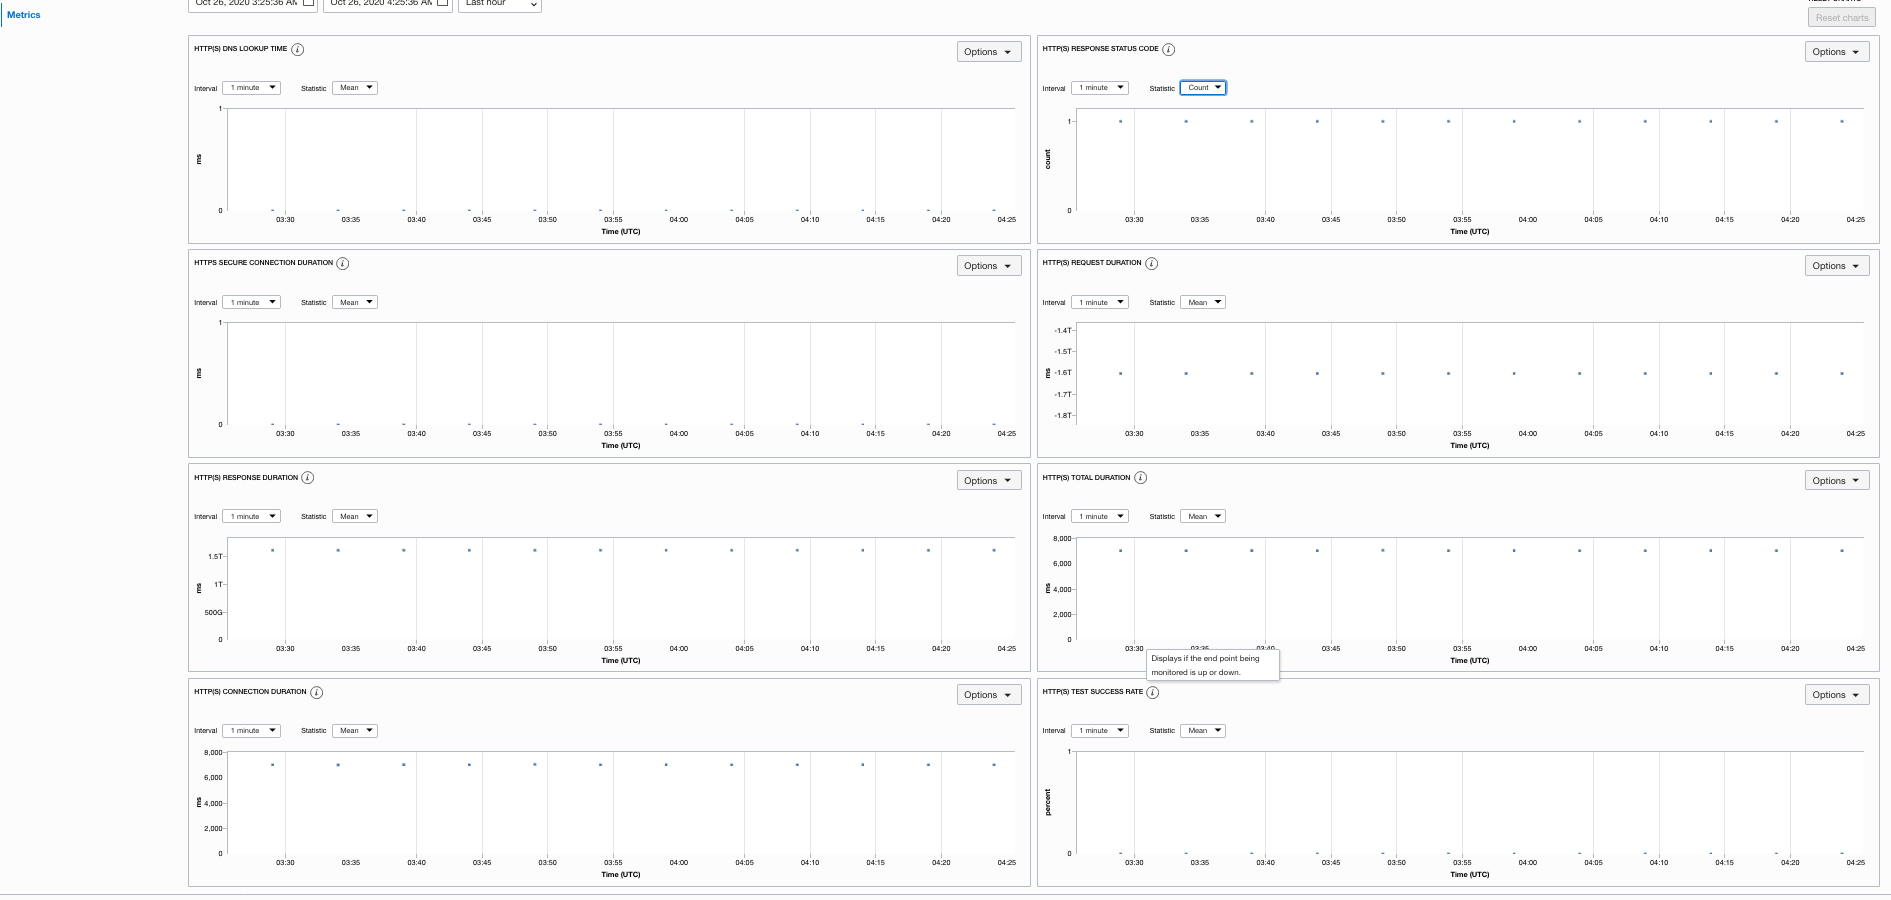 Oct 26, 2020 3:25:36 AM Oct 26, 2020 4:25:36 AM Last hour
Metrics
RESET CHARTS
Reset charts
HTTP(S) DNS LOOKUP TIME i Options
Interval 1 minute Statistic Mean
1
ms
0
03:30 03:35 03:40 03:45 03:50 03:55 04:00 04:05 04:10 04:15 04:20 04:25
Time (UTC)
HTTP(S) RESPONSE STATUS CODE i Options
Interval 1 minute Statistic Count
1
count
0
03:30 03:35 03:40 03:45 03:50 03:55 04:00 04:05 04:10 04:15 04:20 04:25
Time (UTC)
HTTPS SECURE CONNECTION DURATION i Options
Interval 1 minute Statistic Mean
1
ms
0
03:30 03:35 03:40 03:45 03:50 03:55 04:00 04:05 04:10 04:15 04:20 04:25
Time (UTC)
HTTP(S) REQUEST DURATION i Options
Interval 1 minute Statistic Mean
-1.4T
-1.5T
ms -1.6T
-1.7T
-1.8T
03:30 03:35 03:40 03:45 03:50 03:55 04:00 04:05 04:10 04:15 04:20 04:25
Time (UTC)
HTTP(S) RESPONSE DURATION i Options
Interval 1 minute Statistic Mean
1.5T
ms 1T
500G
0
03:30 03:35 03:40 03:45 03:50 03:55 04:00 04:05 04:10 04:15 04:20 04:25
Time (UTC)
HTTP(S) TOTAL DURATION i Options
Interval 1 minute Statistic Mean
8,000
6,000
ms 4,000
2,000
0
03:30 03:35 03:40 03:45 03:50 03:55 04:00 04:05 04:10 04:15 04:20 04:25
Time (UTC)
Displays if the end point being
monitored is up or down.
HTTP(S) CONNECTION DURATION i Options
Interval 1 minute Statistic Mean
8,000
6,000
ms 4,000
2,000
0
03:30 03:35 03:40 03:45 03:50 03:55 04:00 04:05 04:10 04:15 04:20 04:25
Time (UTC)
HTTP(S) TEST SUCCESS RATE i Options
Interval 1 minute Statistic Mean
1
percent
0
03:30 03:35 03:40 03:45 03:50 03:55 04:00 04:05 04:10 04:15 04:20 04:25
Time (UTC)